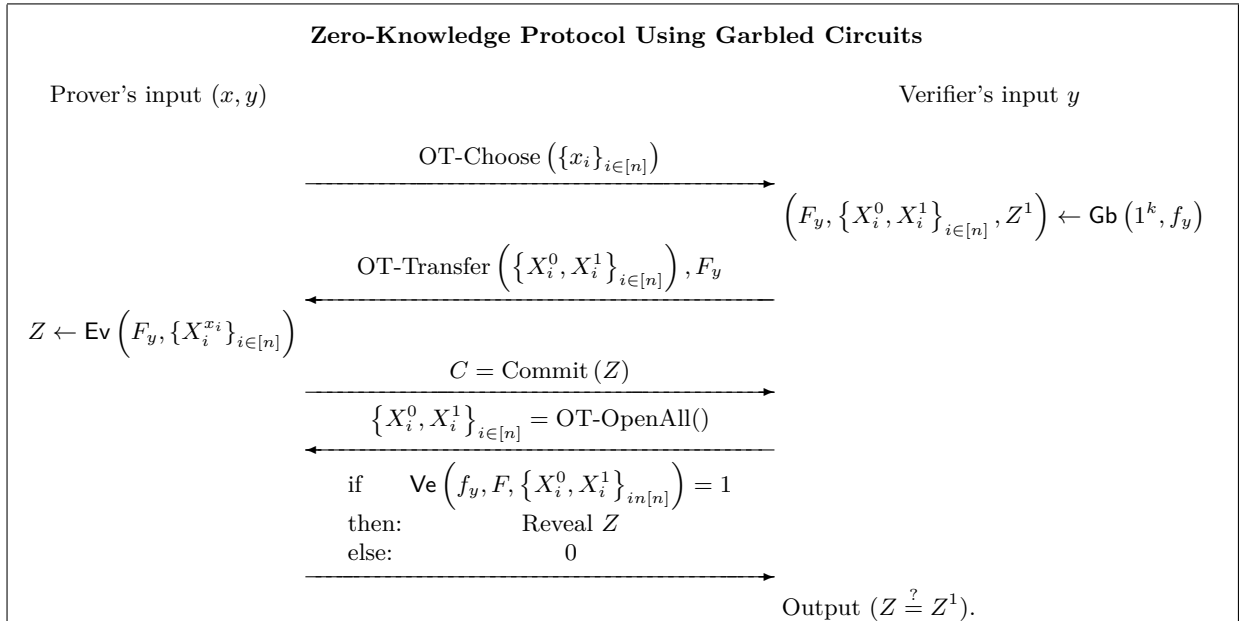 Zero-Knowledge Protocol Using Garbled Circuits
Prover's input (x, y) Verifier's input y
OT-Choose ({x_i}_{i∈[n]})
(F_y, {X_i^0, X_i^1}_{i∈[n]}, Z^1) ← Gb (1^k, f_y)
OT-Transfer ({X_i^0, X_i^1}_{i∈[n]}), F_y
Z ← Ev (F_y, {X_i^{x_i}}_{i∈[n]})
C = Commit (Z)
{X_i^0, X_i^1}_{i∈[n]} = OT-OpenAll()
if Ve (f_y, F, {X_i^0, X_i^1}_{in[n]}) = 1
then: Reveal Z
else: 0
Output (Z ≟ Z^1).